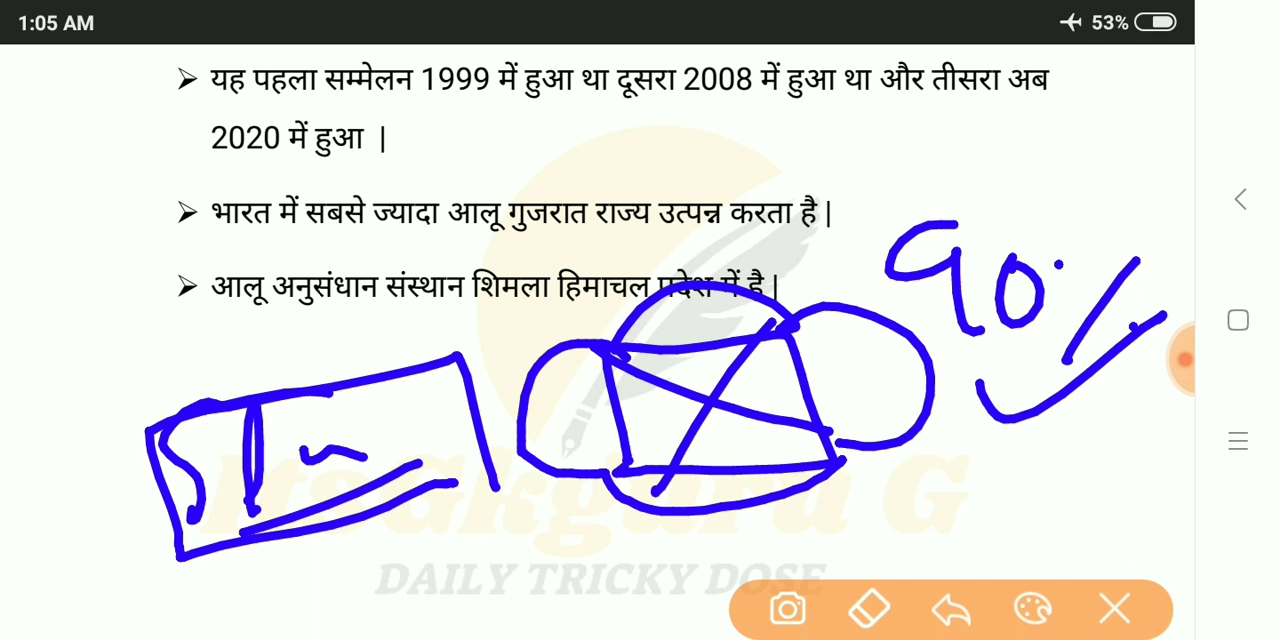 1:05 AM 53%
➢ यह पहला सम्मेलन 1999 में हुआ था दूसरा 2008 में हुआ था और तीसरा अब
2020 में हुआ |
➢ भारत में सबसे ज्यादा आलू गुजरात राज्य उत्पन्न करता है |
➢ आलू अनुसंधान संस्थान शिमला हिमाचल प्रदेश में है |
90%
G
DAILY TRICKY DOSE